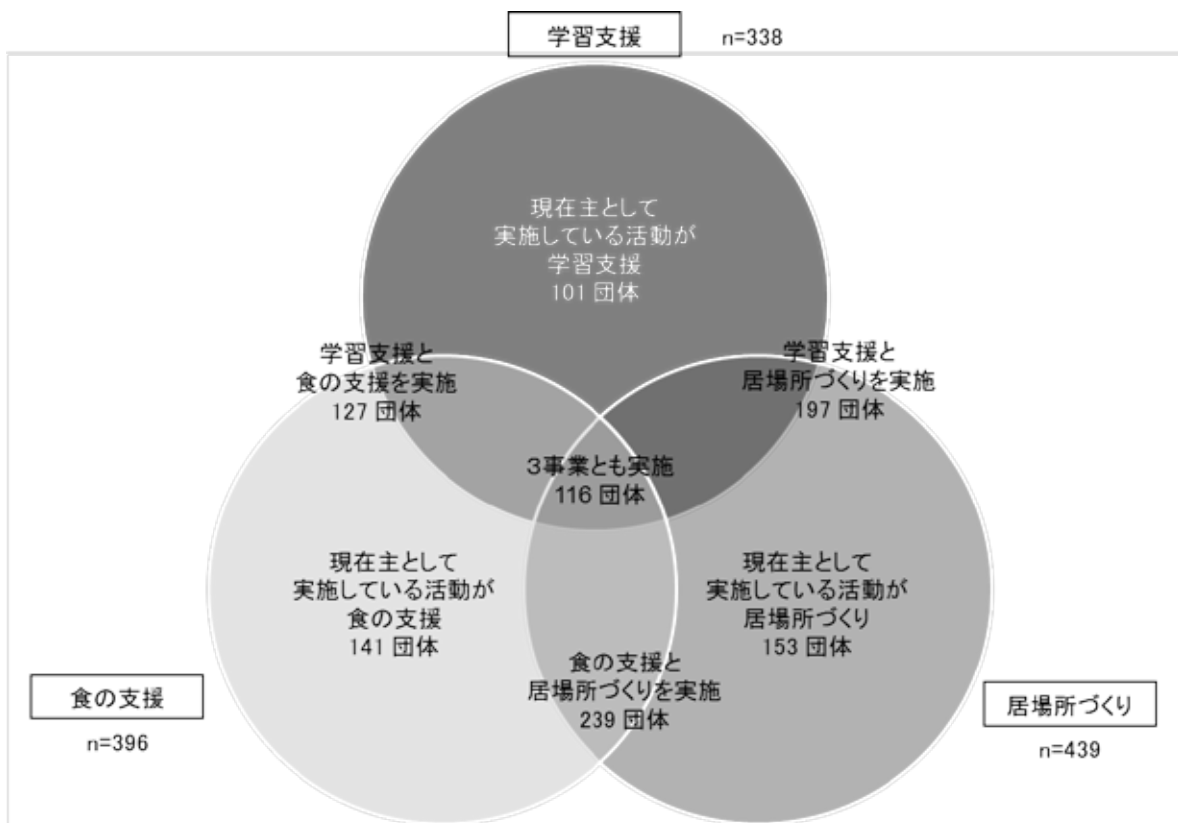 学習支援
n=338
現在主として
実施している活動が
学習支援
101 団体
学習支援と
食の支援を実施
127 団体
学習支援と
居場所づくりを実施
197 団体
3事業とも実施
116 団体
現在主として
実施している活動が
食の支援
141 団体
現在主として
実施している活動が
居場所づくり
153 団体
食の支援と
居場所づくりを実施
239 団体
食の支援
n=396
居場所づくり
n=439